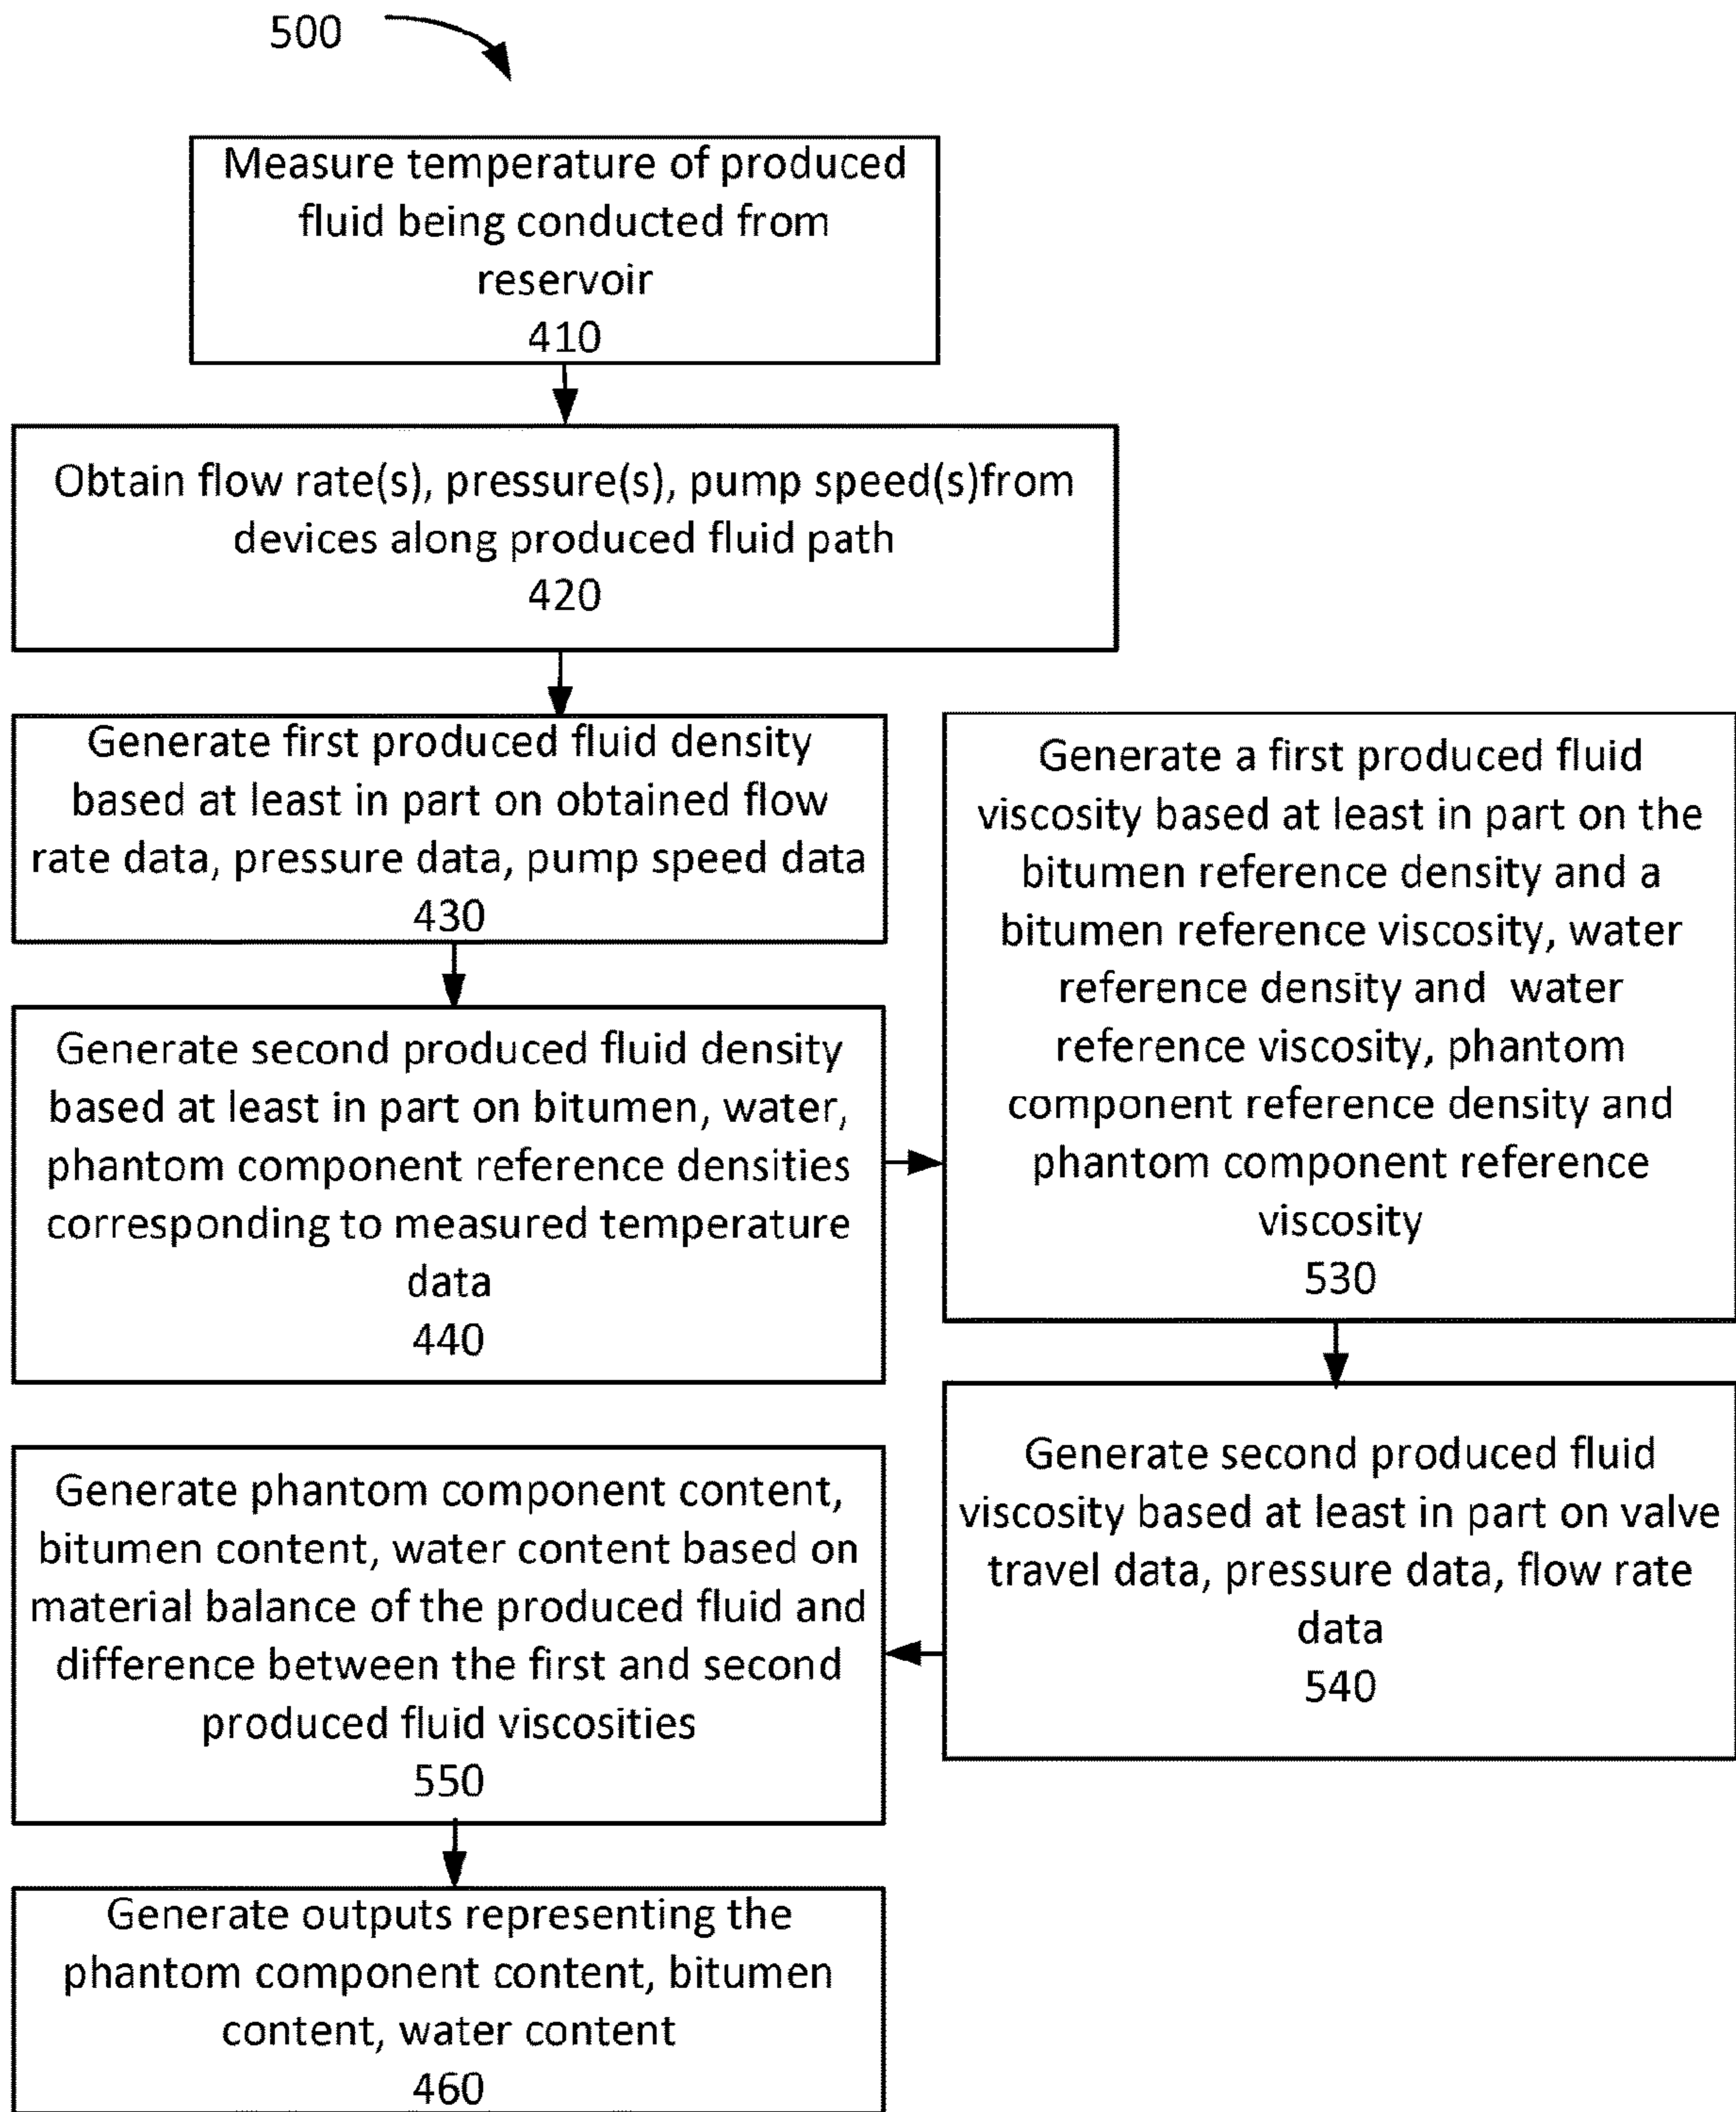 500
Measure temperature of produced
fluid being conducted from
reservoir
410
Obtain flow rate(s), pressure(s), pump speed(s)from
devices along produced fluid path
420
Generate first produced fluid density
based at least in part on obtained flow
rate data, pressure data, pump speed data
430
Generate second produced fluid density
based at least in part on bitumen, water,
phantom component reference densities
corresponding to measured temperature
data
440
Generate a first produced fluid
viscosity based at least in part on the
bitumen reference density and a
bitumen reference viscosity, water
reference density and water
reference viscosity, phantom
component reference density and
phantom component reference
viscosity
530
Generate second produced fluid
viscosity based at least in part on valve
travel data, pressure data, flow rate
data
540
Generate phantom component content,
bitumen content, water content based on
material balance of the produced fluid and
difference between the first and second
produced fluid viscosities
550
Generate outputs representing the
phantom component content, bitumen
content, water content
460